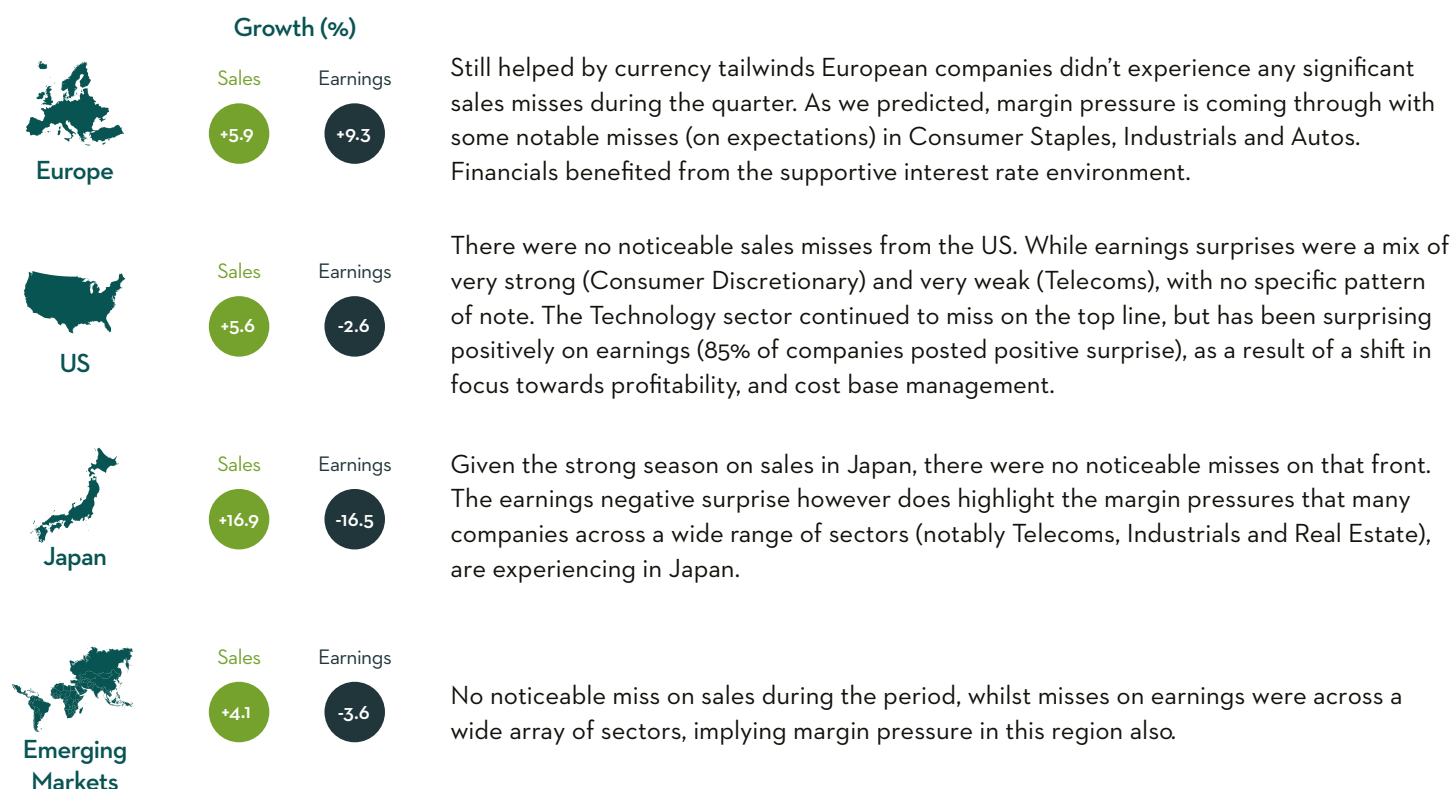 Growth (%)
Sales
Earnings
+5.9
+9.3
Europe
Still helped by currency tailwinds European companies didn’t experience any significant
sales misses during the quarter. As we predicted, margin pressure is coming through with
some notable misses (on expectations) in Consumer Staples, Industrials and Autos.
Financials benefited from the supportive interest rate environment.
Sales
Earnings
+5.6
-2.6
US
There were no noticeable sales misses from the US. While earnings surprises were a mix of
very strong (Consumer Discretionary) and very weak (Telecoms), with no specific pattern
of note. The Technology sector continued to miss on the top line, but has been surprising
positively on earnings (85% of companies posted positive surprise), as a result of a shift in
focus towards profitability, and cost base management.
Sales
Earnings
+16.9
-16.5
Japan
Given the strong season on sales in Japan, there were no noticeable misses on that front.
The earnings negative surprise however does highlight the margin pressures that many
companies across a wide range of sectors (notably Telecoms, Industrials and Real Estate),
are experiencing in Japan.
Sales
Earnings
+4.1
-3.6
Emerging
Markets
No noticeable miss on sales during the period, whilst misses on earnings were across a
wide array of sectors, implying margin pressure in this region also.